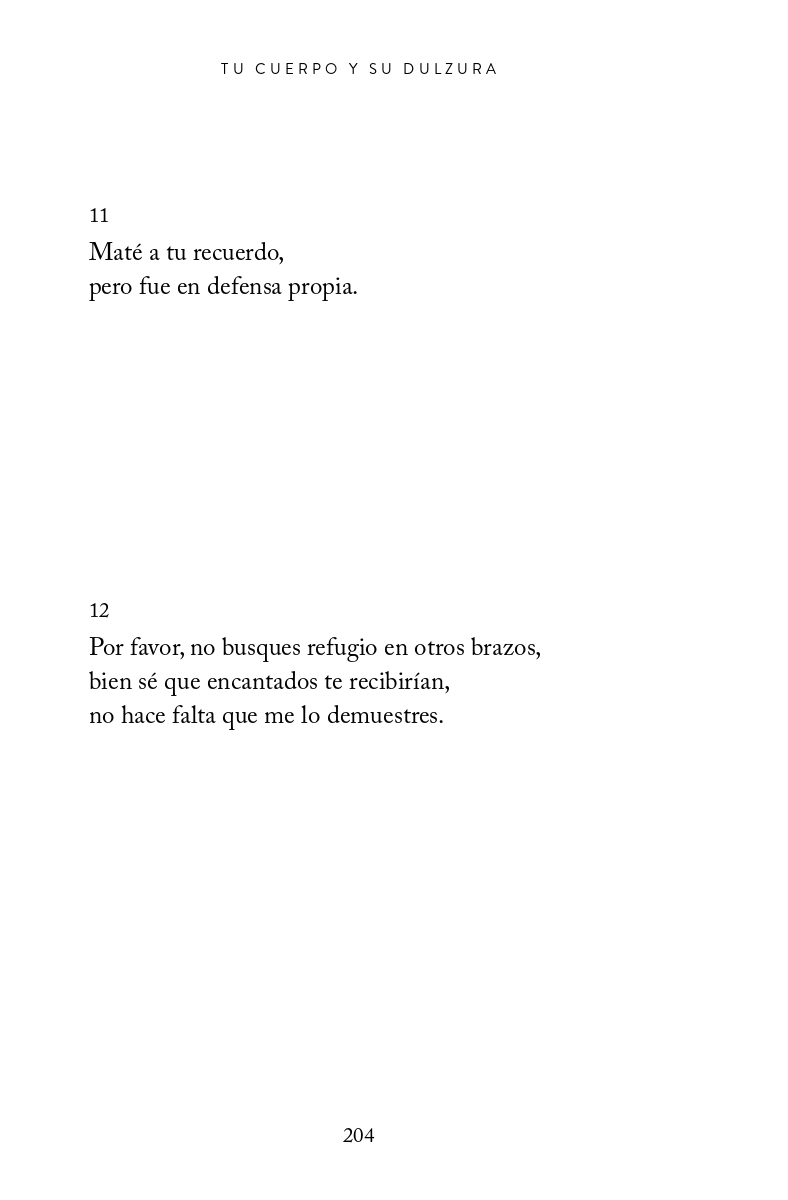 TU CUERPO Y SU DULZURA
11
Maté a tu recuerdo,
pero fue en defensa propia.
12
Por favor, no busques refugio en otros brazos,
bien sé que encantados te recibirían,
no hace falta que me lo demuestres.
204